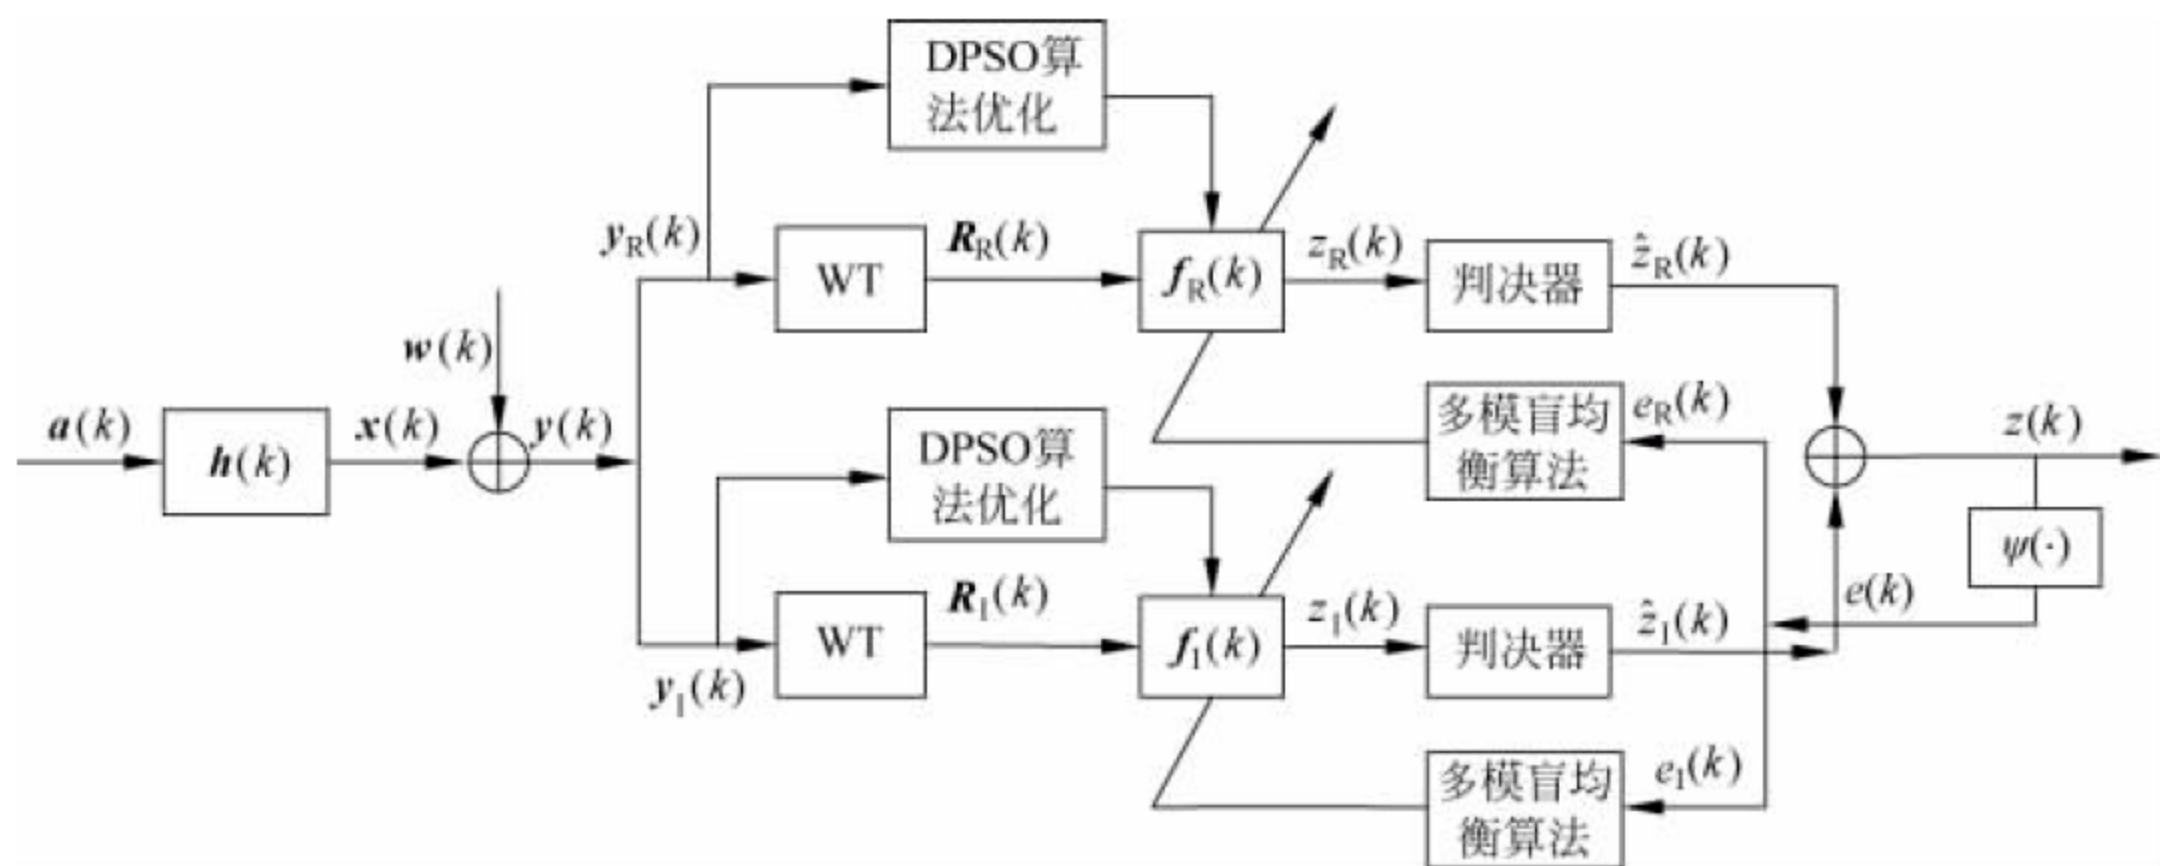 DPSO算
法优化
y_R(k)
WT
R_R(k)
f_R(k)
z_R(k)
判决器
ẑ_R(k)
w(k)
a(k)
h(k)
x(k)
y(k)
DPSO算
法优化
多模盲均
衡算法
e_R(k)
z(k)
ψ(·)
y_I(k)
WT
R_I(k)
f_I(k)
z_I(k)
判决器
ẑ_I(k)
e(k)
多模盲均
衡算法
e_I(k)